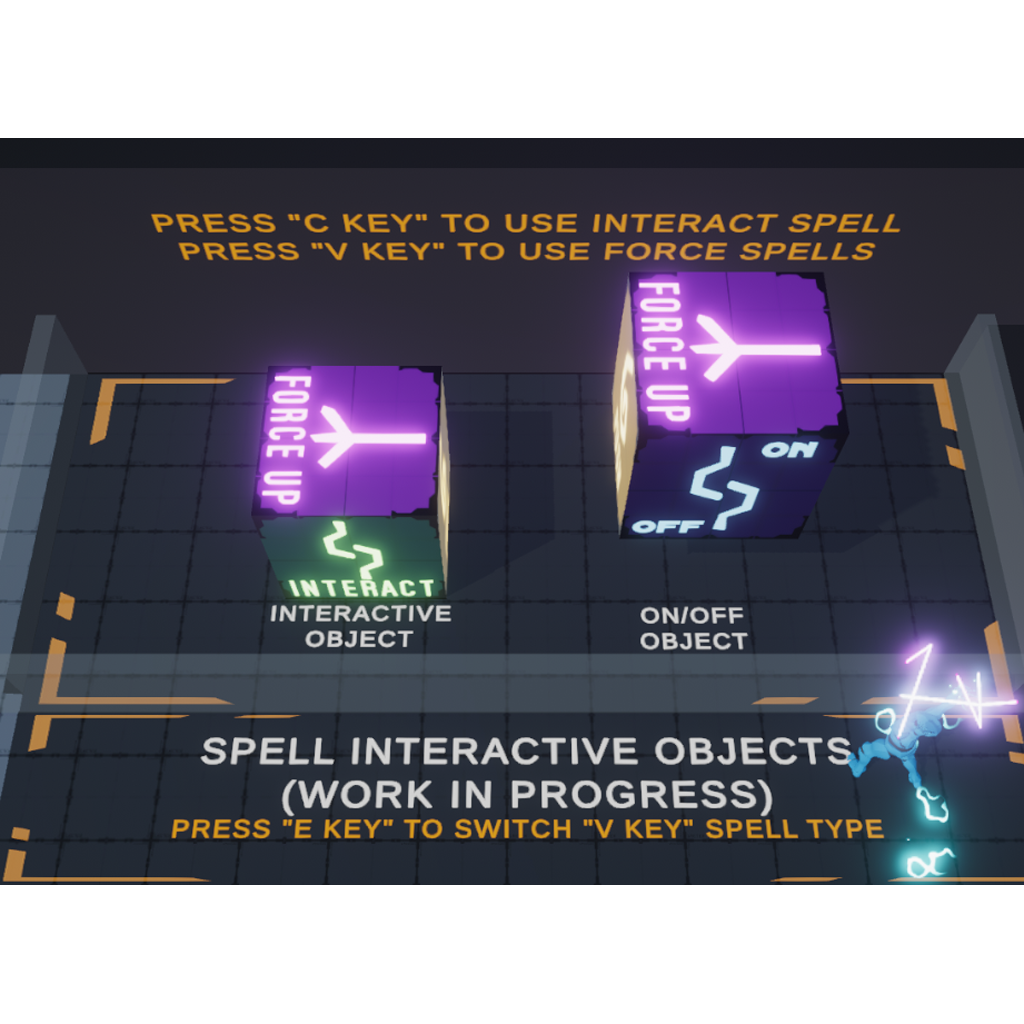 PRESS "C KEY" TO USE INTERACT SPELL
PRESS "V KEY" TO USE FORCE SPELLS
FORCE UP
FORCE UP
ON
OFF
INTERACT
INTERACTIVE
OBJECT
ON/OFF
OBJECT
SPELL INTERACTIVE OBJECTS
(WORK IN PROGRESS)
PRESS "E KEY" TO SWITCH "V KEY" SPELL TYPE